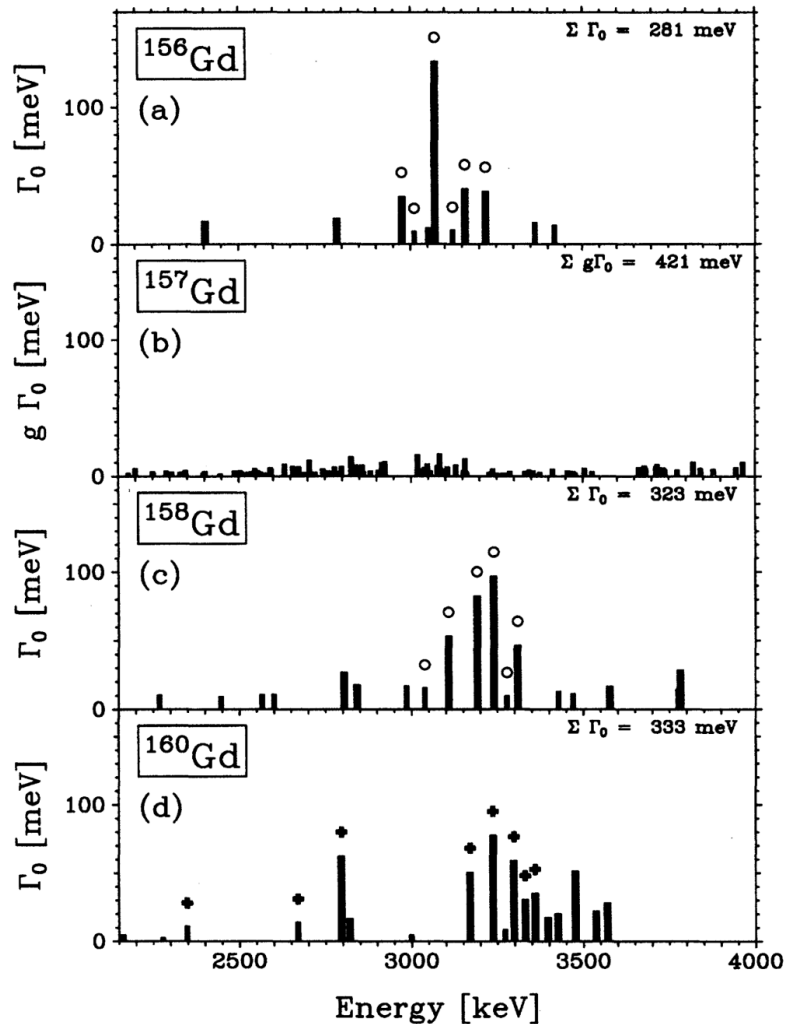 Σ Γ₀ = 281 meV
¹⁵⁶Gd
(a)
100
0
Γ₀ [meV]
Σ gΓ₀ = 421 meV
¹⁵⁷Gd
(b)
100
0
g Γ₀ [meV]
Σ Γ₀ = 323 meV
¹⁵⁸Gd
(c)
100
0
Γ₀ [meV]
Σ Γ₀ = 333 meV
¹⁶⁰Gd
(d)
100
0
Γ₀ [meV]
2500 3000 3500 4000
Energy [keV]